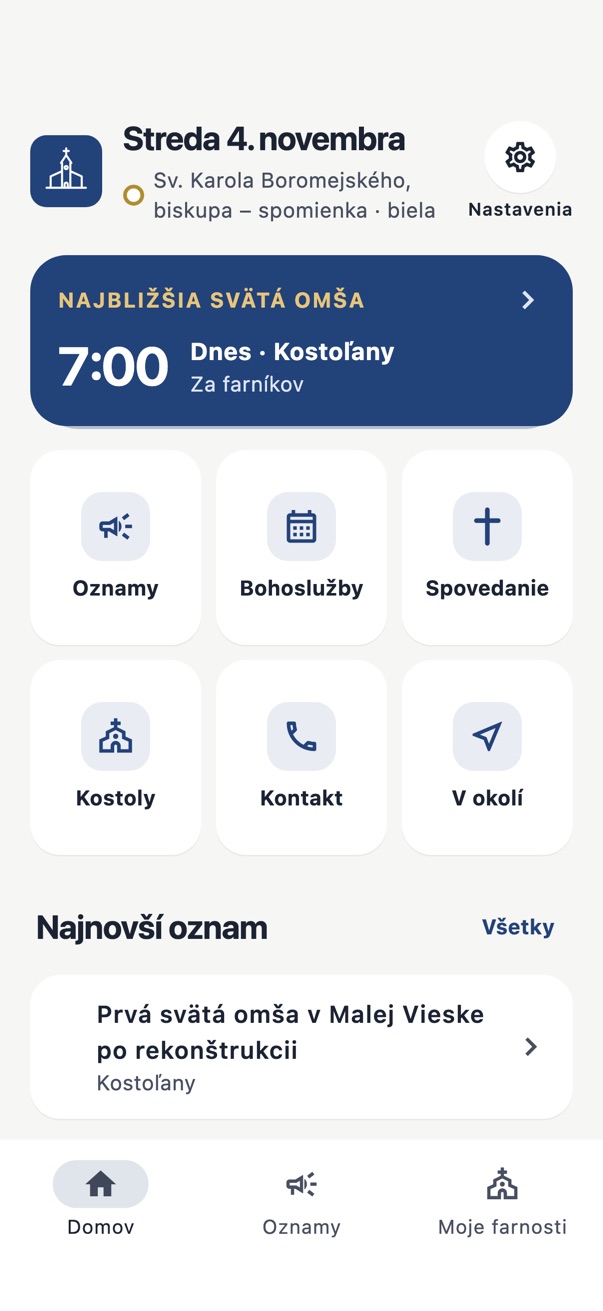 Streda 4. novembra
Sv. Karola Boromejského,
biskupa – spomienka · biela
Nastavenia
NAJBLIŽŠIA SVÄTÁ OMŠA
7:00
Dnes · Kostoľany
Za farníkov
Oznamy
Bohoslužby
Spovedanie
Kostoly
Kontakt
V okolí
Najnovší oznam
Všetky
Prvá svätá omša v Malej Vieske
po rekonštrukcii
Kostoľany
Domov
Oznamy
Moje farnosti